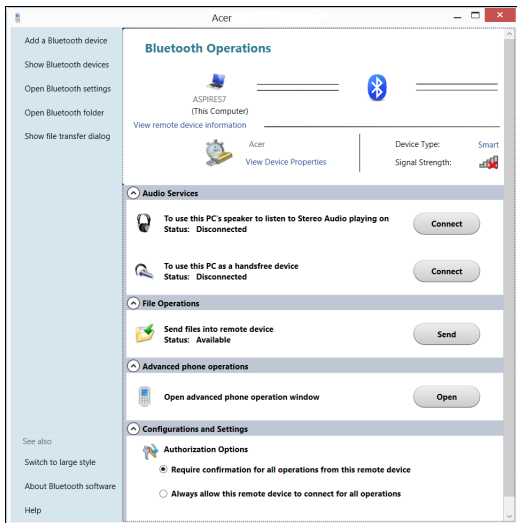 Acer
Add a Bluetooth device
Show Bluetooth devices
Open Bluetooth settings
Open Bluetooth folder
Show file transfer dialog
See also
Switch to large style
About Bluetooth software
Help
Bluetooth Operations
ASPIRES7
(This Computer)
View remote device information
Acer
View Device Properties
Device Type: Smart
Signal Strength:
Audio Services
To use this PC's speaker to listen to Stereo Audio playing on
Status: Disconnected
Connect
To use this PC as a handsfree device
Status: Disconnected
Connect
File Operations
Send files into remote device
Status: Available
Send
Advanced phone operations
Open advanced phone operation window
Open
Configurations and Settings
Authorization Options
Require confirmation for all operations from this remote device
Always allow this remote device to connect for all operations